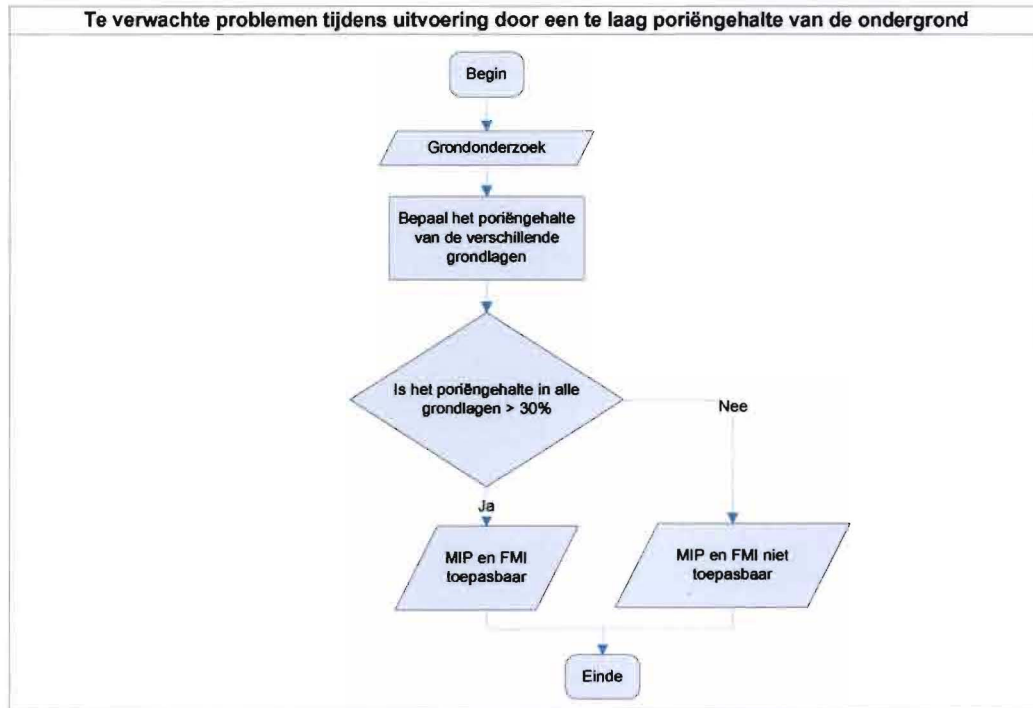 Te verwachte problemen tijdens uitvoering door een te laag poriëngehalte van de ondergrond
Begin
Grondonderzoek
Bepaal het poriëngehalte
van de verschillende
grondlagen
Is het poriëngehalte in alle
grondlagen > 30%
Nee
Ja
MIP en FMI
toepasbaar
MIP en FMI niet
toepasbaar
Einde